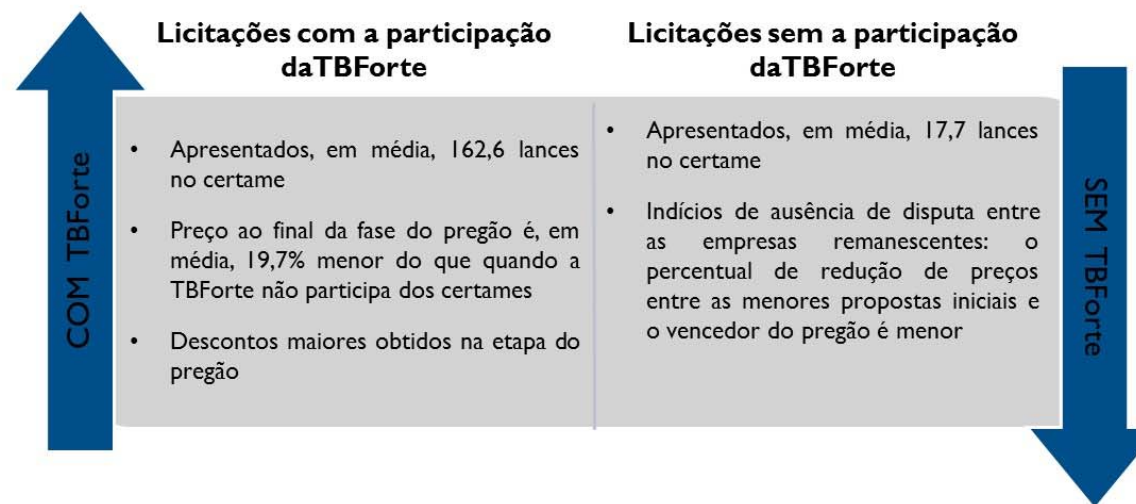 COM TBForte
Licitações com a participação
daTBForte
• Apresentados, em média, 162,6 lances
no certame
• Preço ao final da fase do pregão é, em
média, 19,7% menor do que quando a
TBForte não participa dos certames
• Descontos maiores obtidos na etapa do
pregão
Licitações sem a participação
daTBForte
• Apresentados, em média, 17,7 lances
no certame
• Indícios de ausência de disputa entre
as empresas remanescentes: o
percentual de redução de preços
entre as menores propostas iniciais e
o vencedor do pregão é menor
SEM TBForte